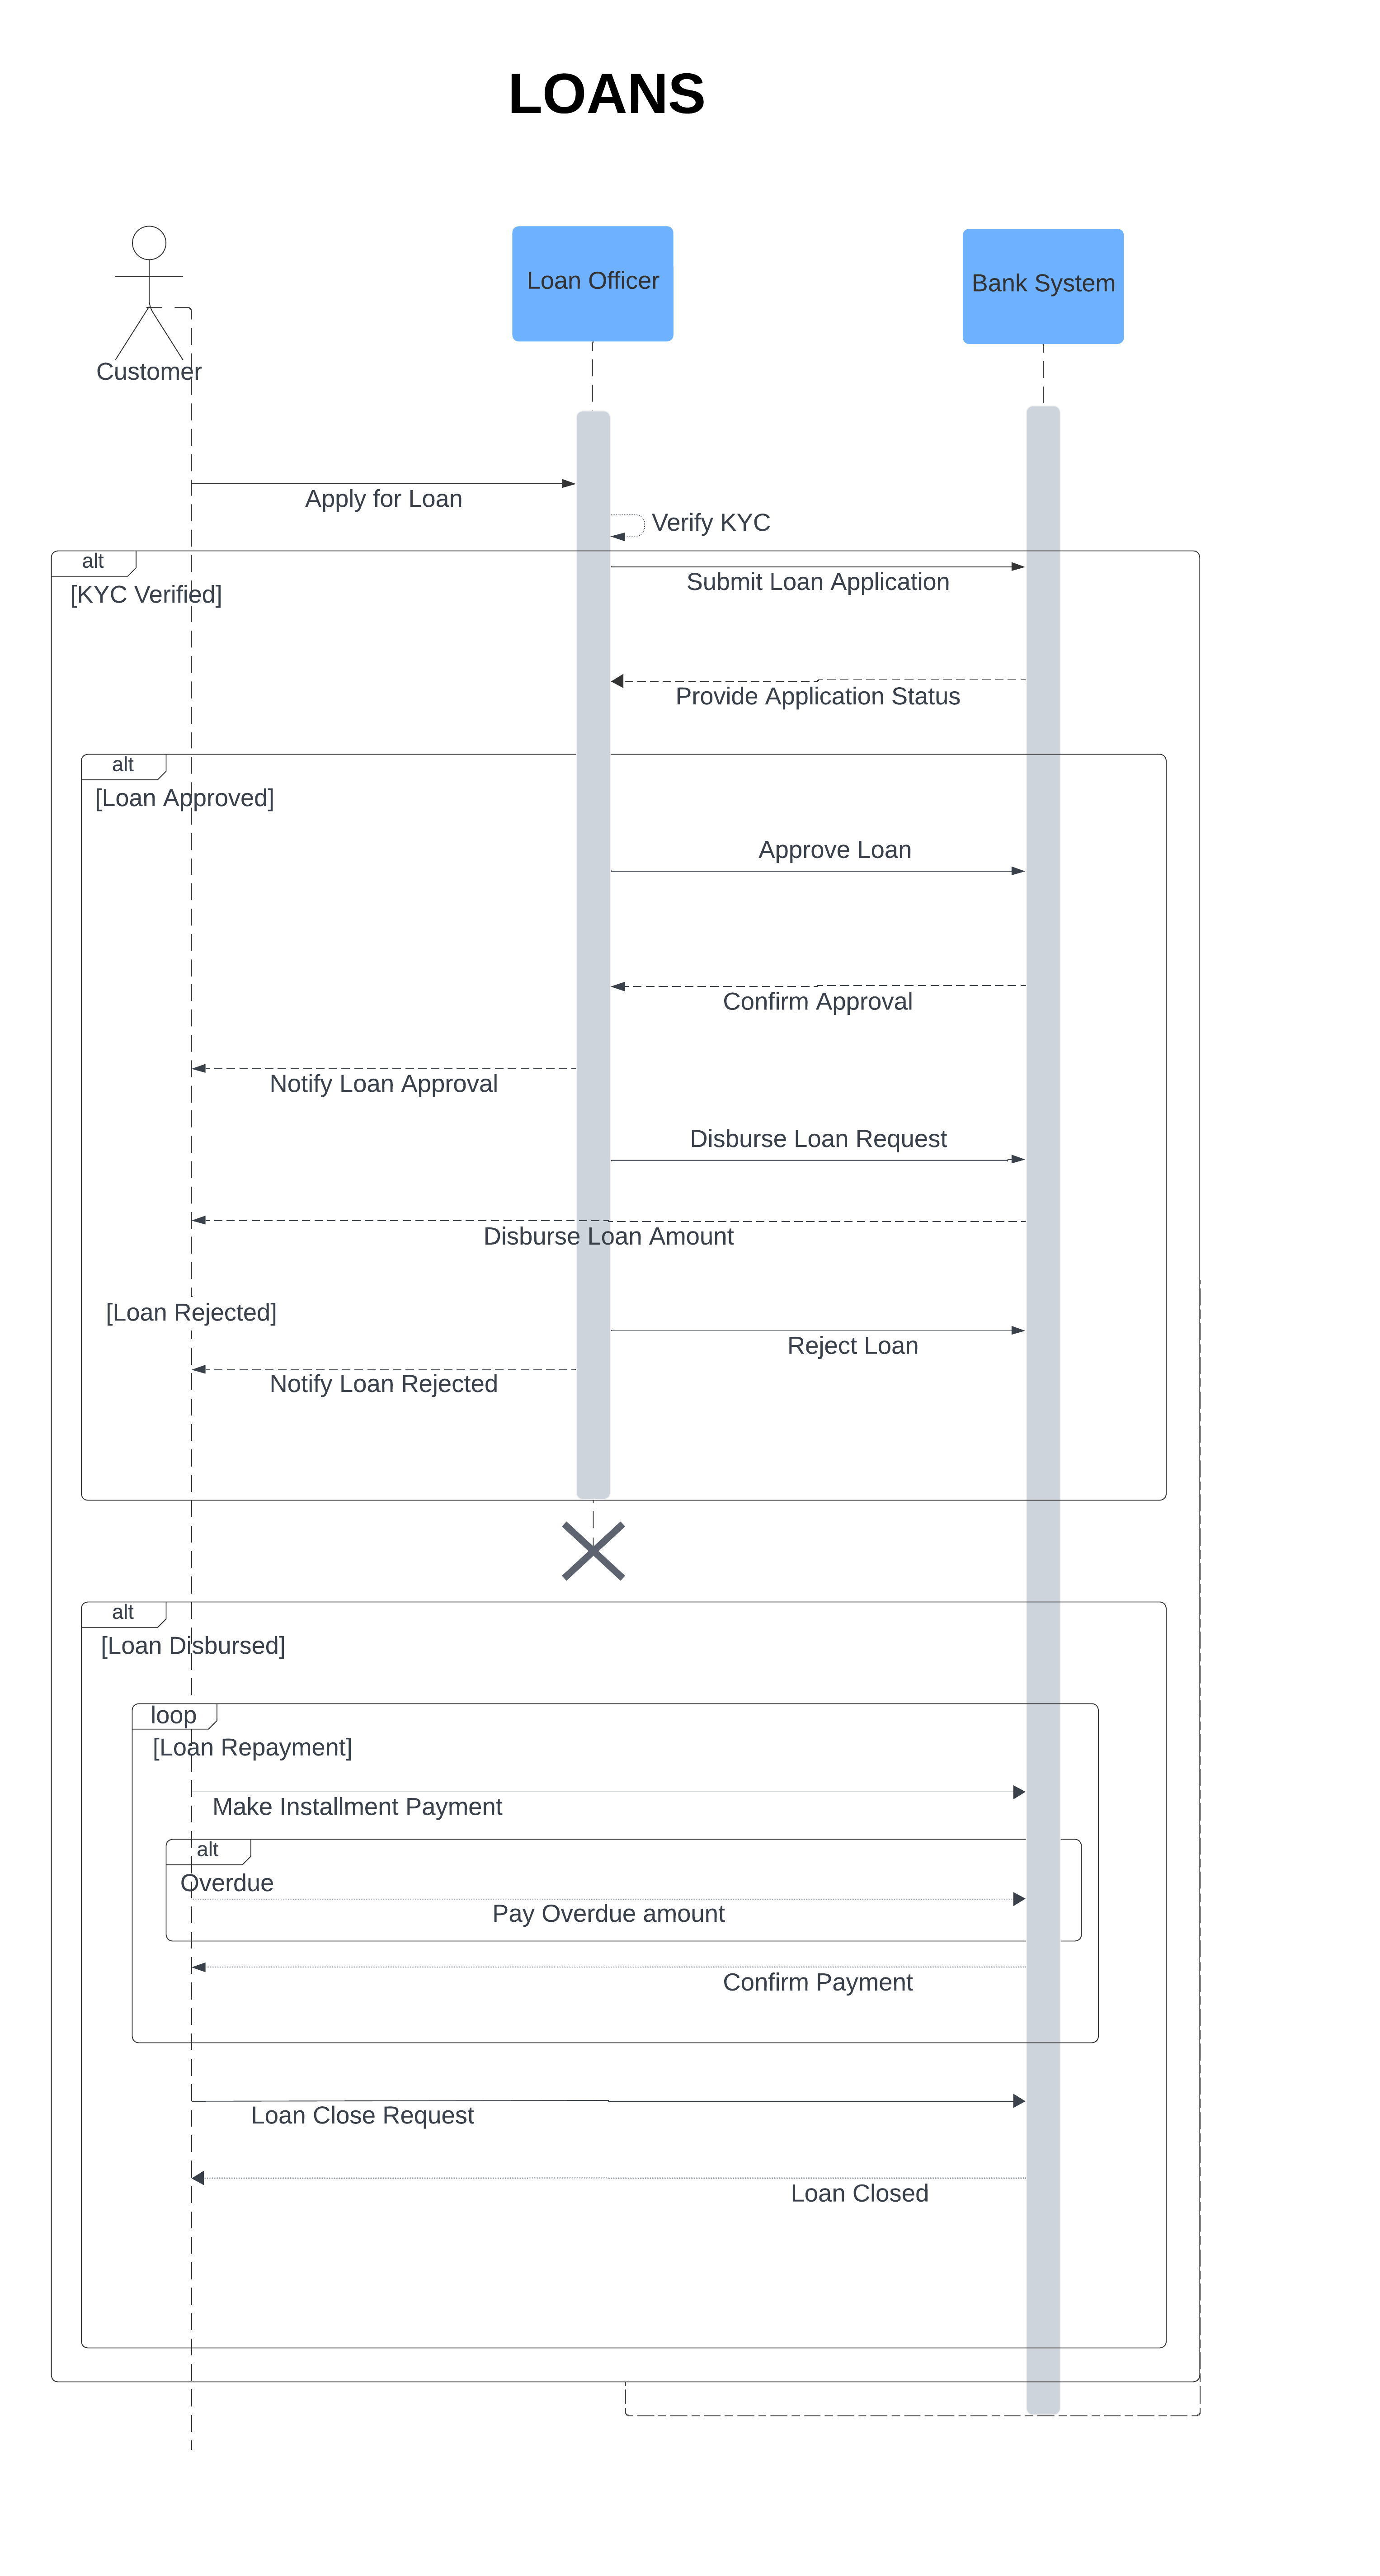 LOANS
Loan Officer
Bank System
Customer
Apply for Loan
Verify KYC
alt
Submit Loan Application
[KYC Verified]
Provide Application Status
alt
[Loan Approved]
Approve Loan
Confirm Approval
Notify Loan Approval
Disburse Loan Request
Disburse Loan Amount
[Loan Rejected]
Reject Loan
Notify Loan Rejected
alt
[Loan Disbursed]
loop
[Loan Repayment]
Make Installment Payment
alt
Overdue
Pay Overdue amount
Confirm Payment
Loan Close Request
Loan Closed